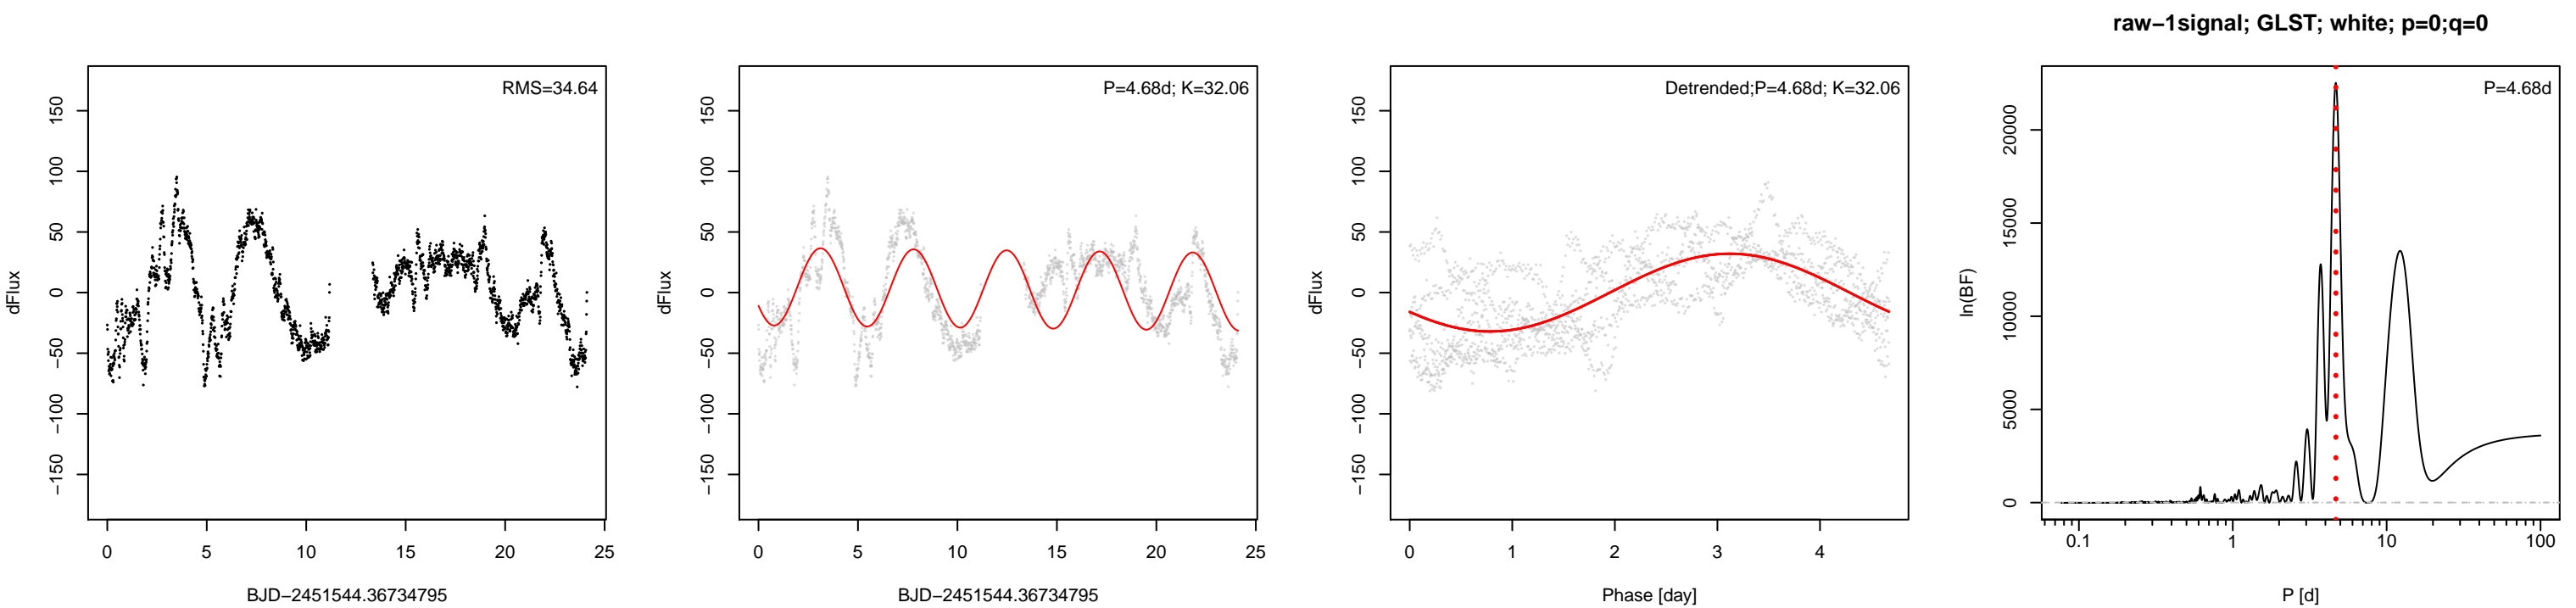 raw−1signal; GLST; white; p=0;q=0
RMS=34.64
dFlux
150
100
50
0
−50
−100
−150
0 5 10 15 20 25
BJD−2451544.36734795
P=4.68d; K=32.06
dFlux
150
100
50
0
−50
−100
−150
0 5 10 15 20 25
BJD−2451544.36734795
Detrended;P=4.68d; K=32.06
dFlux
150
100
50
0
−50
−100
−150
0 1 2 3 4
Phase [day]
P=4.68d
ln(BF)
20000
15000
10000
5000
0
0.1 1 10 100
P [d]